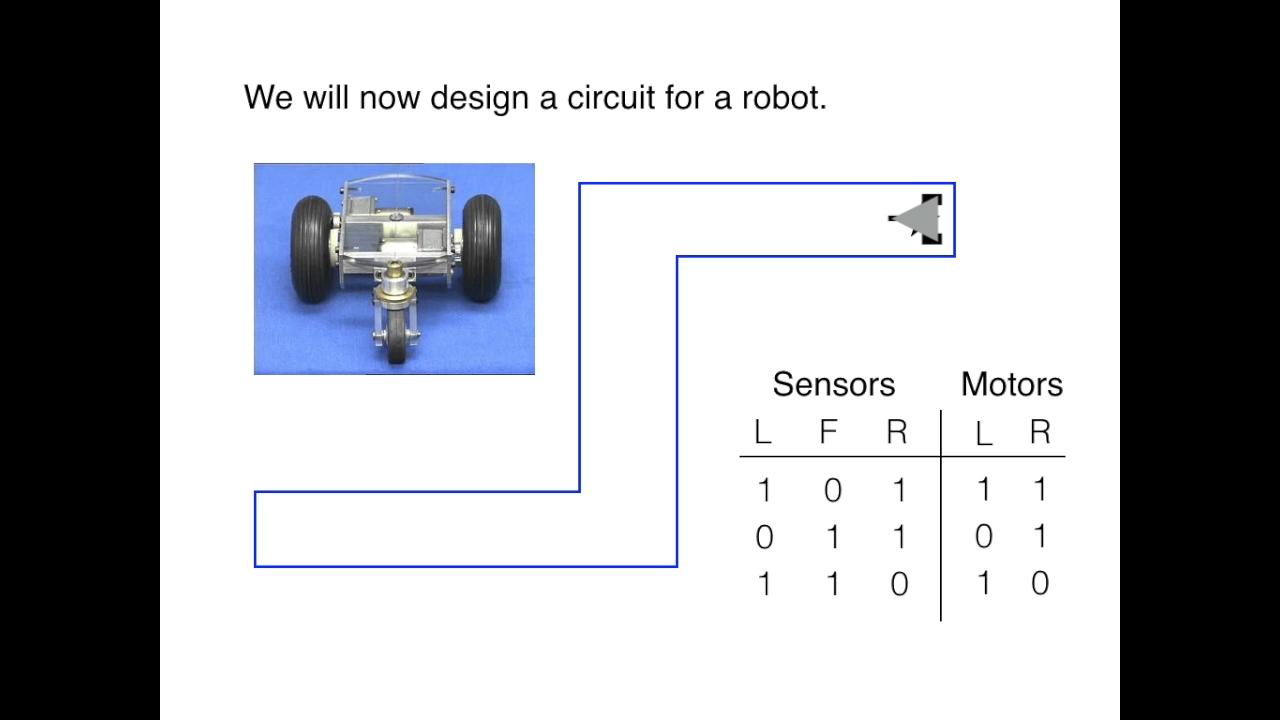 We will now design a circuit for a robot.
Sensors Motors
L F R L R
1 0 1 1 1
0 1 1 0 1
1 1 0 1 0